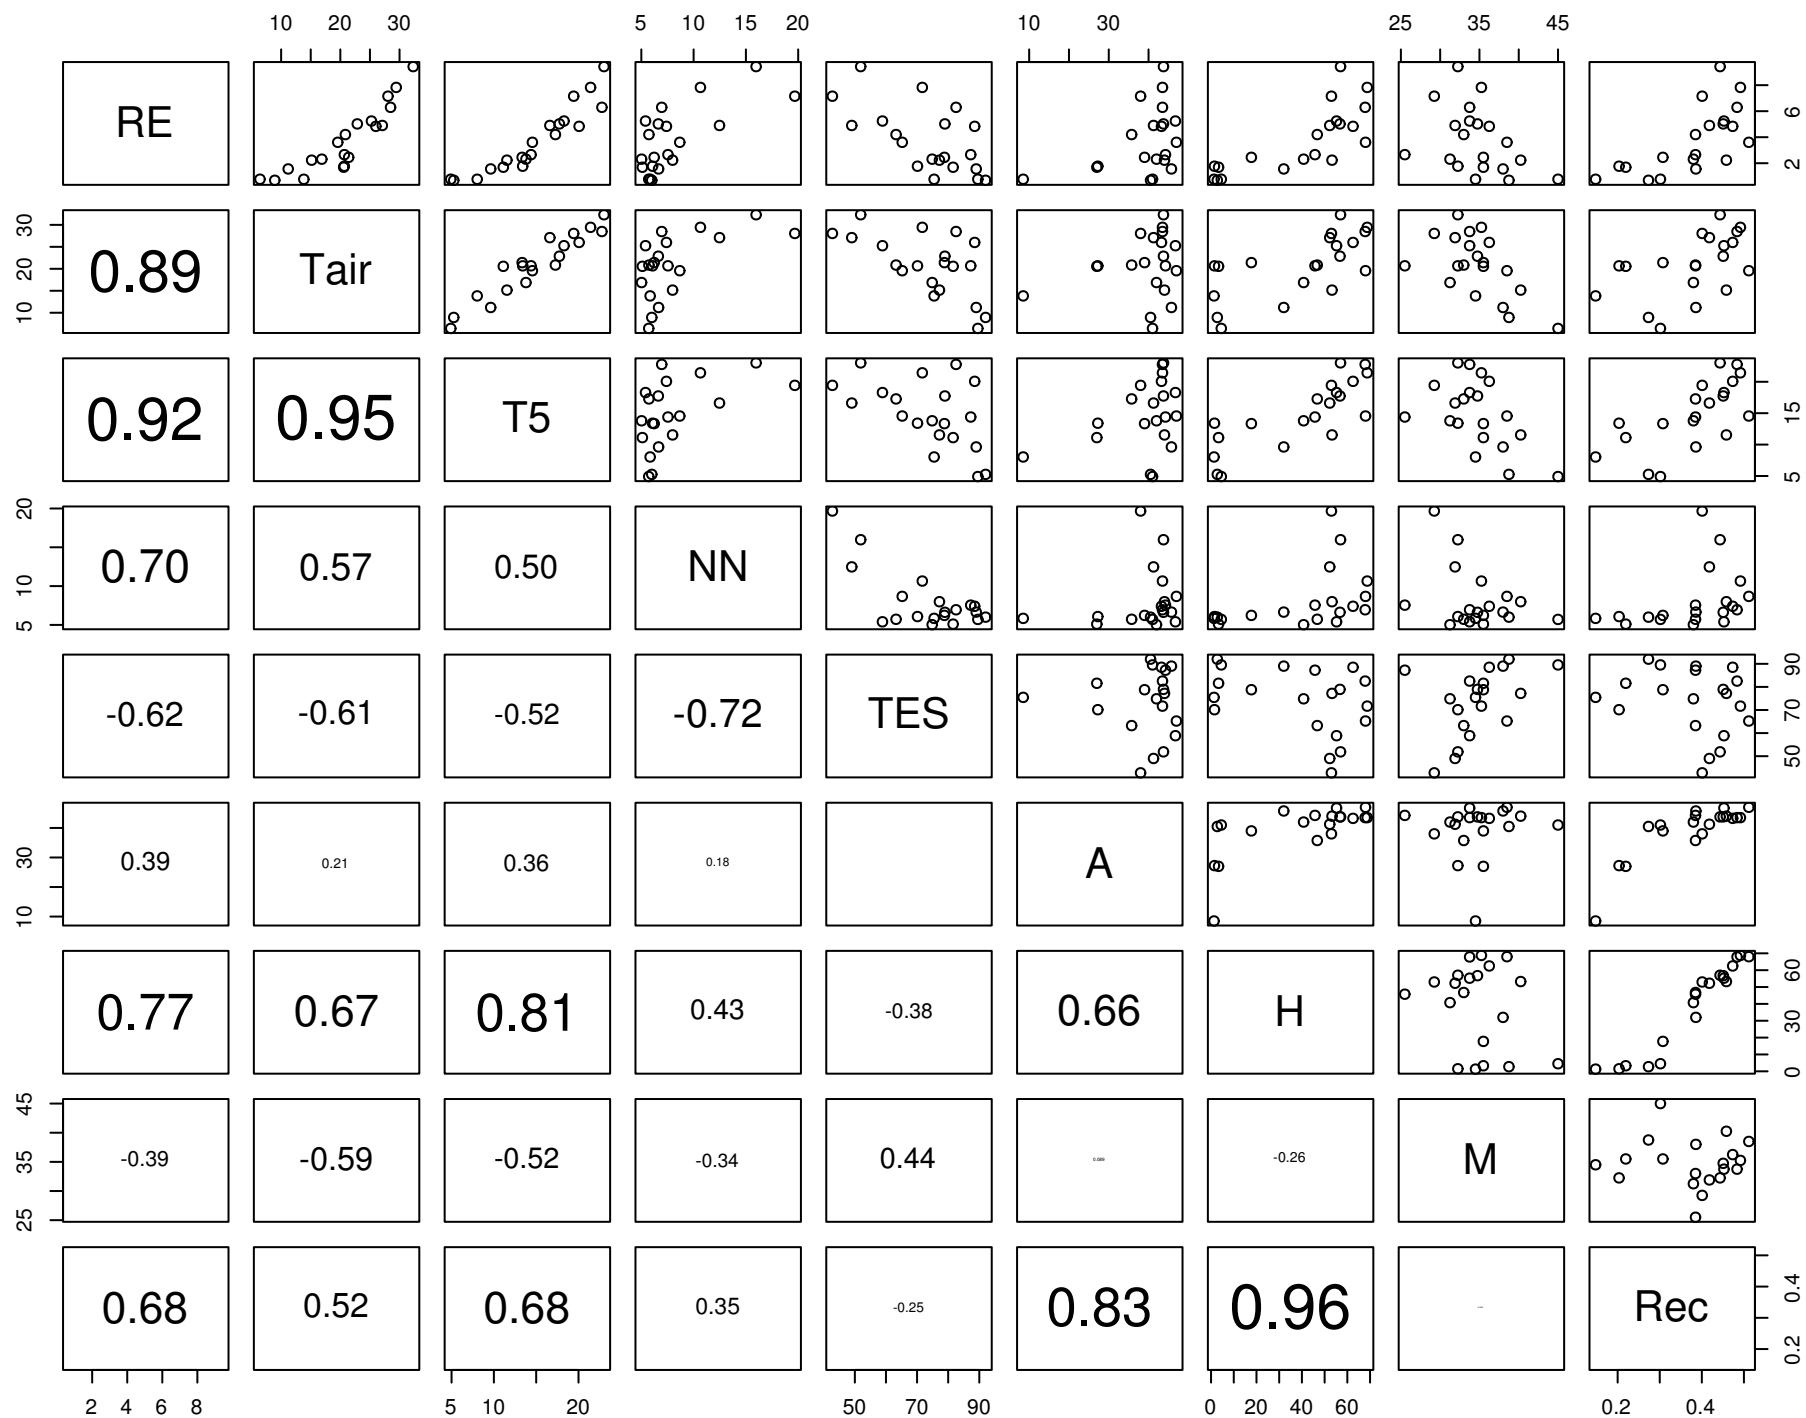 10 20 30 5 10 15 20 10 30 25 35 45
RE 2 6
10 20 30 0.89 Tair
0.92 0.95 T5 5 15
5 10 20 0.70 0.57 0.50 NN
-0.62 -0.61 -0.52 -0.72 TES 50 70 90
10 30 0.39 0.21 0.36 0.18 A
0.77 0.67 0.81 0.43 -0.38 0.66 H 0 30 60
25 35 45 -0.39 -0.59 -0.52 -0.34 0.44 0.089 -0.26 M
0.68 0.52 0.68 0.35 -0.25 0.83 0.96 Rec 0.2 0.4
2 4 6 8 5 10 20 50 70 90 0 20 40 60 0.2 0.4